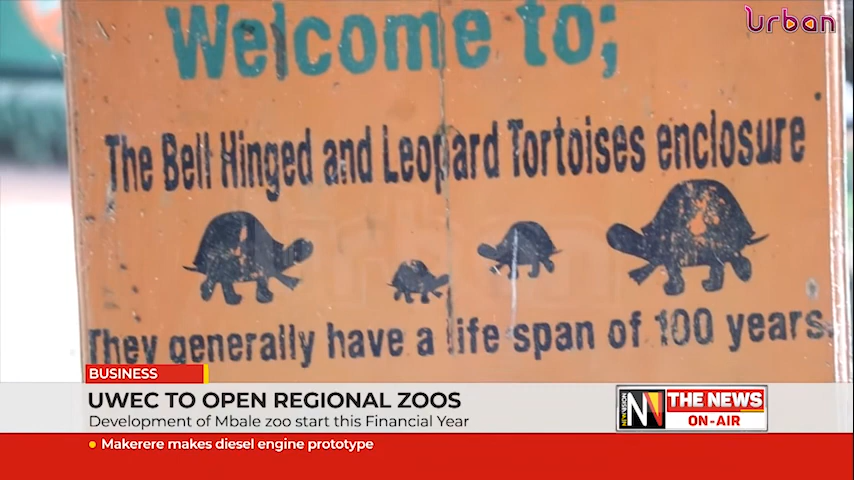 Urban
Welcome to;
The Bell Hinged and Leopard Tortoises enclosure
They generally have a life span of 100 years.
BUSINESS
UWEC TO OPEN REGIONAL ZOOS
Development of Mbale zoo start this Financial Year
NEW VISION
THE NEWS
ON-AIR
Makerere makes diesel engine prototype